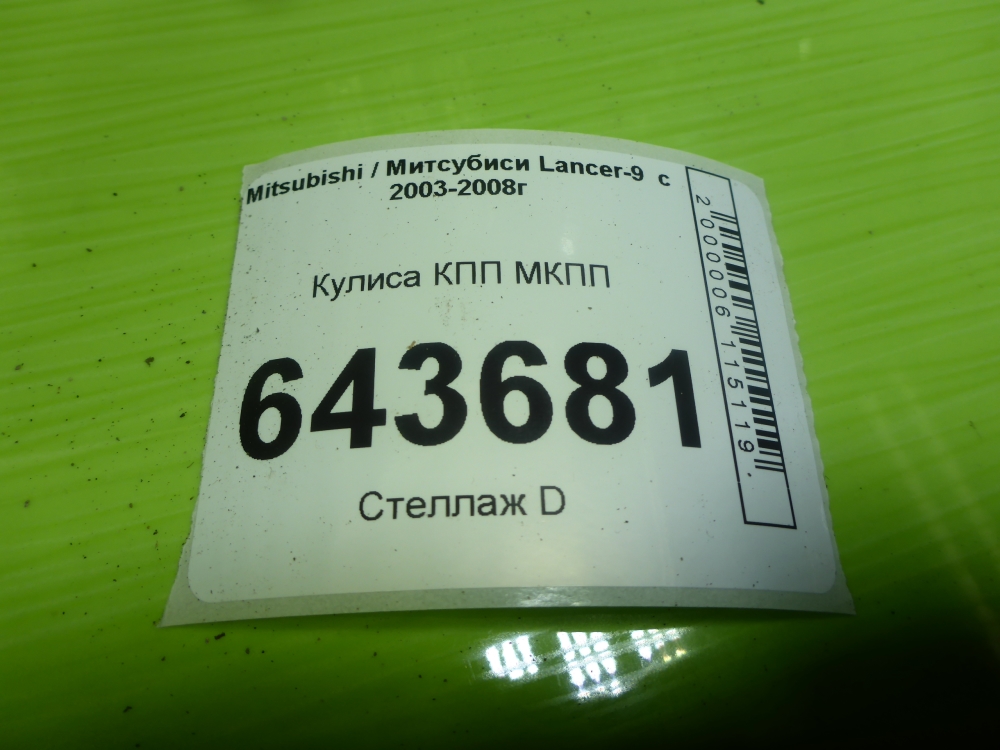 Mitsubishi / Митсубиси Lancer-9 с
2003-2008г
Кулиса КПП МКПП
643681
Стеллаж D
2000006115119.